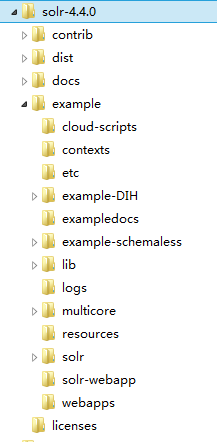 solr-4.4.0
contrib
dist
docs
example
cloud-scripts
contexts
etc
example-DIH
exampledocs
example-schemaless
lib
logs
multicore
resources
solr
solr-webapp
webapps
licenses